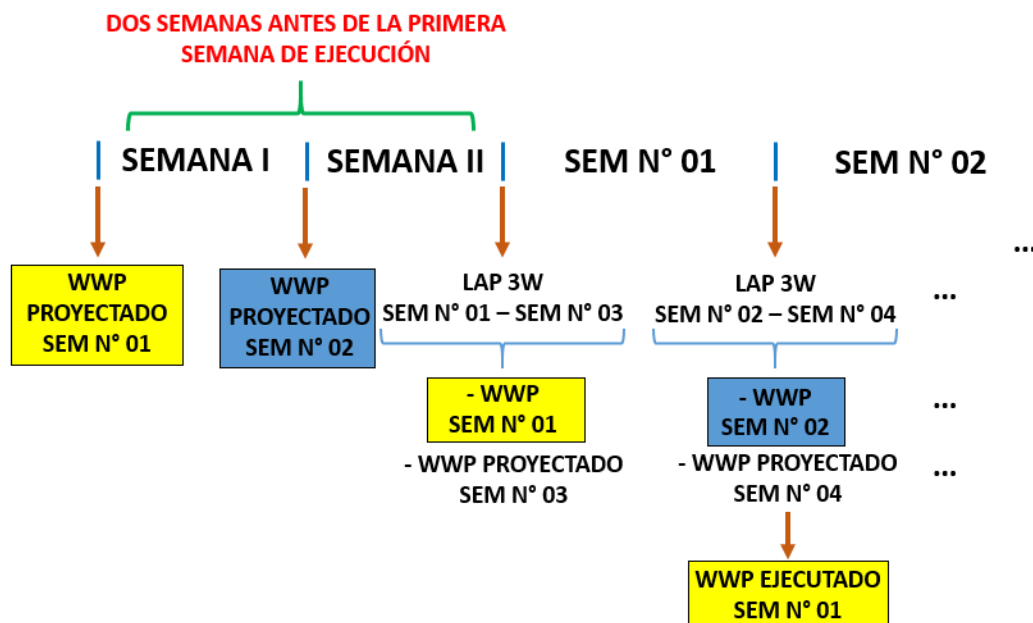 DOS SEMANAS ANTES DE LA PRIMERA
SEMANA DE EJECUCIÓN
SEMANA I
SEMANA II
SEM N° 01
SEM N° 02
...
WWP
PROYECTADO
SEM N° 01
WWP
PROYECTADO
SEM N° 02
LAP 3W
SEM N° 01 – SEM N° 03
LAP 3W
SEM N° 02 – SEM N° 04
...
- WWP
SEM N° 01
- WWP
SEM N° 02
...
- WWP PROYECTADO
SEM N° 03
- WWP PROYECTADO
SEM N° 04
...
WWP EJECUTADO
SEM N° 01